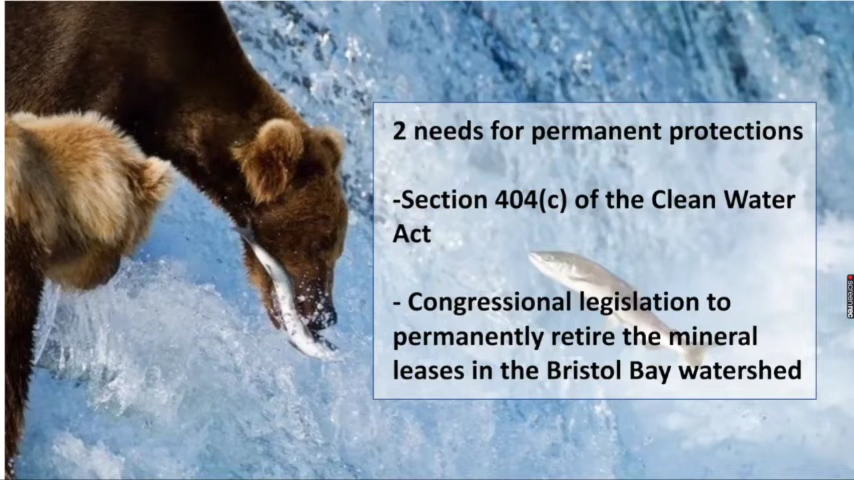 2 needs for permanent protections
-Section 404(c) of the Clean Water
Act
- Congressional legislation to
permanently retire the mineral
leases in the Bristol Bay watershed
Screenrec